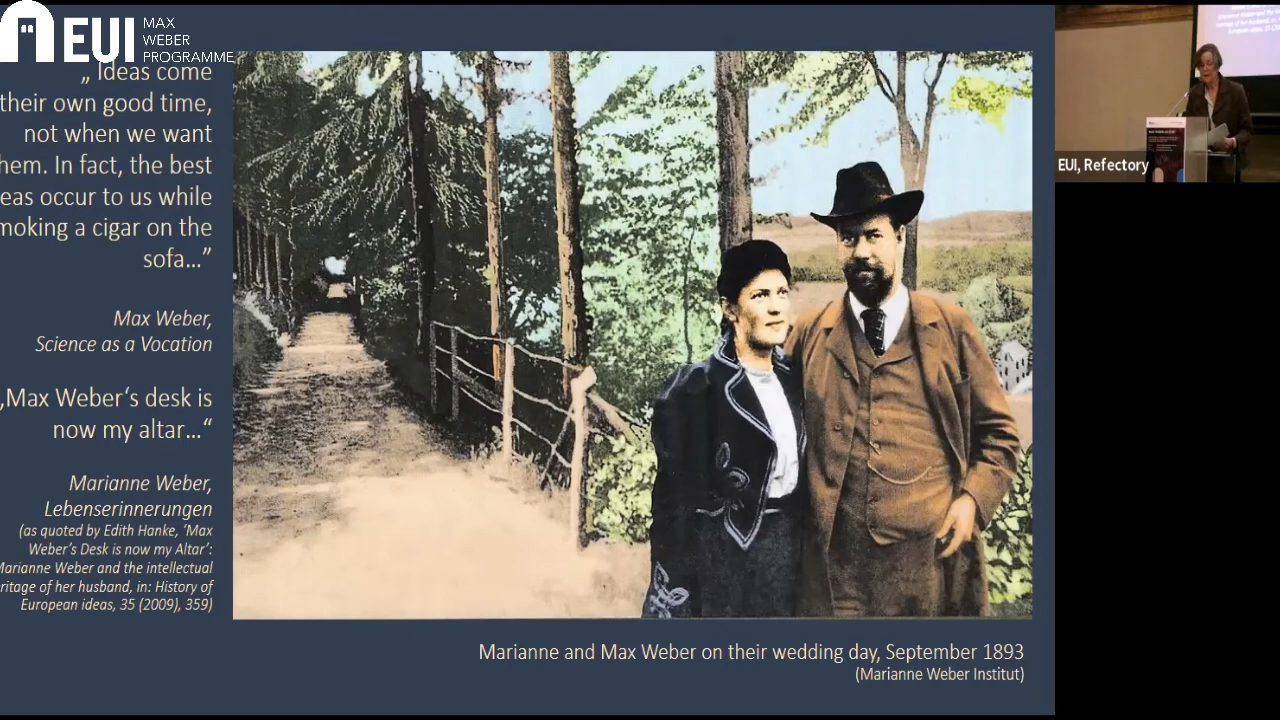 EUI
MAX
WEBER
PROGRAMME
„ Ideas come
their own good time,
not when we want
hem. In fact, the best
eas occur to us while
moking a cigar on the
sofa…”
Max Weber,
Science as a Vocation
„Max Weber‘s desk is
now my altar…“
Marianne Weber,
Lebenserinnerungen
(as quoted by Edith Hanke, ‘Max
Weber’s Desk is now my Altar’:
Marianne Weber and the intellectual
ritage of her husband, in: History of
European ideas, 35 (2009), 359)
Marianne and Max Weber on their wedding day, September 1893
(Marianne Weber Institut)
EUI, Refectory